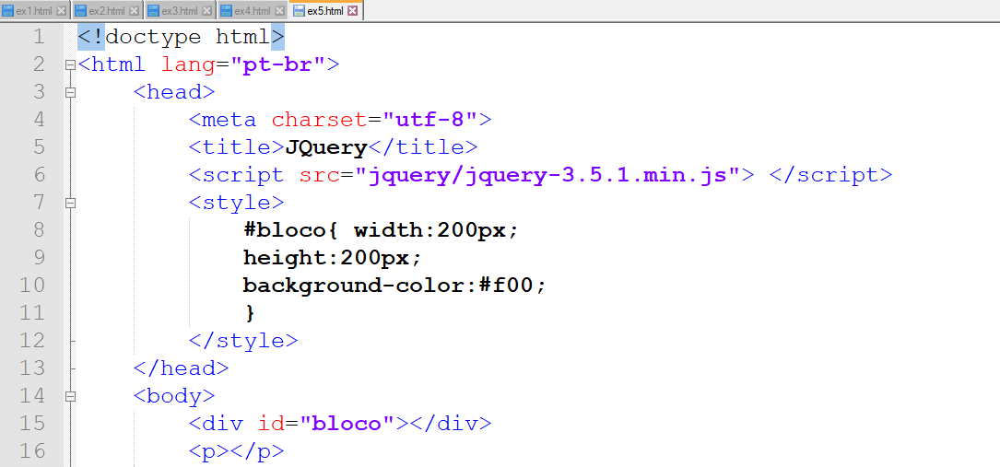 ex1.html ex2.html ex3.html ex4.html ex5.html
1 <!doctype html>
2 <html lang="pt-br">
3 <head>
4 <meta charset="utf-8">
5 <title>JQuery</title>
6 <script src="jquery/jquery-3.5.1.min.js"> </script>
7 <style>
8 #bloco{ width:200px;
9 height:200px;
10 background-color:#f00;
11 }
12 </style>
13 </head>
14 <body>
15 <div id="bloco"></div>
16 <p></p>